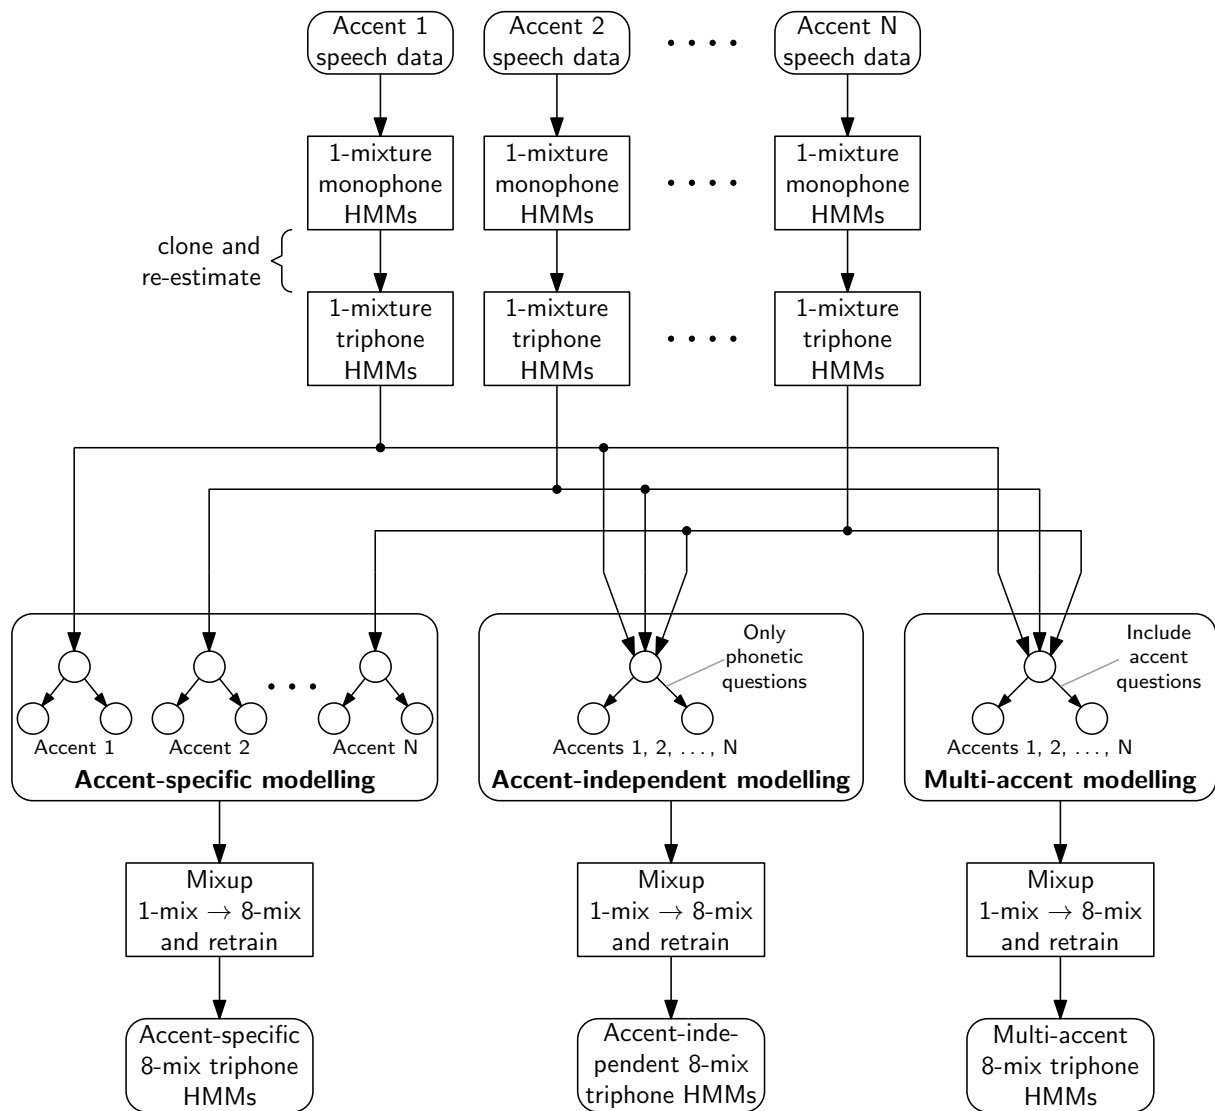 Accent 1
speech data
Accent 2
speech data
. . . .
Accent N
speech data
1-mixture
monophone
HMMs
1-mixture
monophone
HMMs
. . . .
1-mixture
monophone
HMMs
clone and
re-estimate
1-mixture
triphone
HMMs
1-mixture
triphone
HMMs
. . . .
1-mixture
triphone
HMMs
. . .
Accent 1
Accent 2
Accent N
Accent-specific modelling
Only
phonetic
questions
Accents 1, 2, . . . , N
Accent-independent modelling
Include
accent
questions
Accents 1, 2, . . . , N
Multi-accent modelling
Mixup
1-mix → 8-mix
and retrain
Mixup
1-mix → 8-mix
and retrain
Mixup
1-mix → 8-mix
and retrain
Accent-specific
8-mix triphone
HMMs
Accent-inde-
pendent 8-mix
triphone HMMs
Multi-accent
8-mix triphone
HMMs